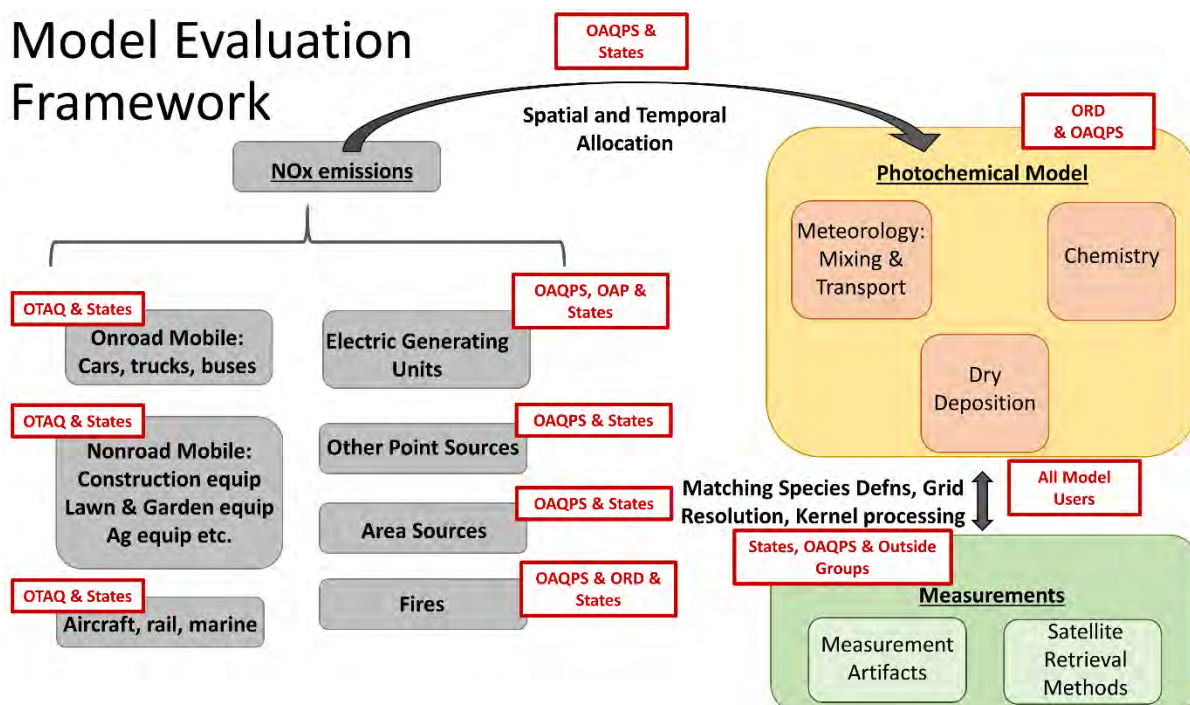 Model Evaluation
Framework
OAQPS &
States
Spatial and Temporal
Allocation
NOx emissions
OTAQ & States
Onroad Mobile:
Cars, trucks, buses
OTAQ & States
Nonroad Mobile:
Construction equip
Lawn & Garden equip
Ag equip etc.
OTAQ & States
Aircraft, rail, marine
OAQPS, OAP &
States
Electric Generating
Units
OAQPS & States
Other Point Sources
OAQPS & States
Area Sources
OAQPS & ORD &
States
Fires
ORD
& OAQPS
Photochemical Model
Meteorology:
Mixing &
Transport
Chemistry
Dry
Deposition
All Model
Users
Matching Species Defns, Grid
Resolution, Kernel processing
States, OAQPS & Outside
Groups
Measurements
Measurement
Artifacts
Satellite
Retrieval
Methods